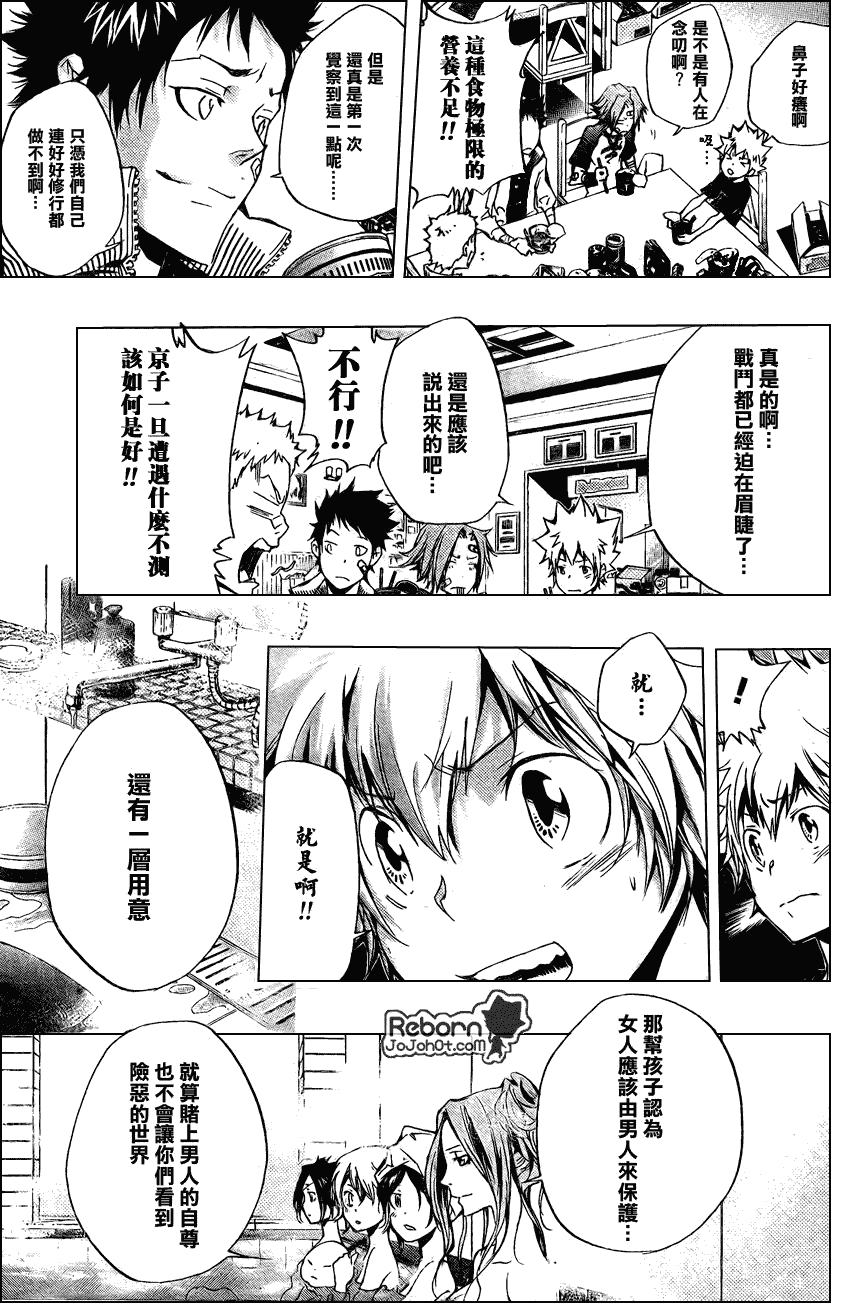 鼻子好癢啊
是不是有人在
念叨啊？
吸…
這種食物極限的
營養不足!!
但是
還真是第一次
覺察到這一點呢……
只憑我們自己
連好好修行都
做不到啊…
真是的啊…
戰鬥都已經迫在眉睫了…
還是應該
説出來的吧…
不行!!
京子一旦遭遇什麼不測
該如何是好!!
！
就…
就是啊!!
還有一層用意
那幫孩子認為
女人應該由男人來保護…
就算賭上男人的自尊
也不會讓你們看到
險惡的世界
Reborn
JoJoHot.coM